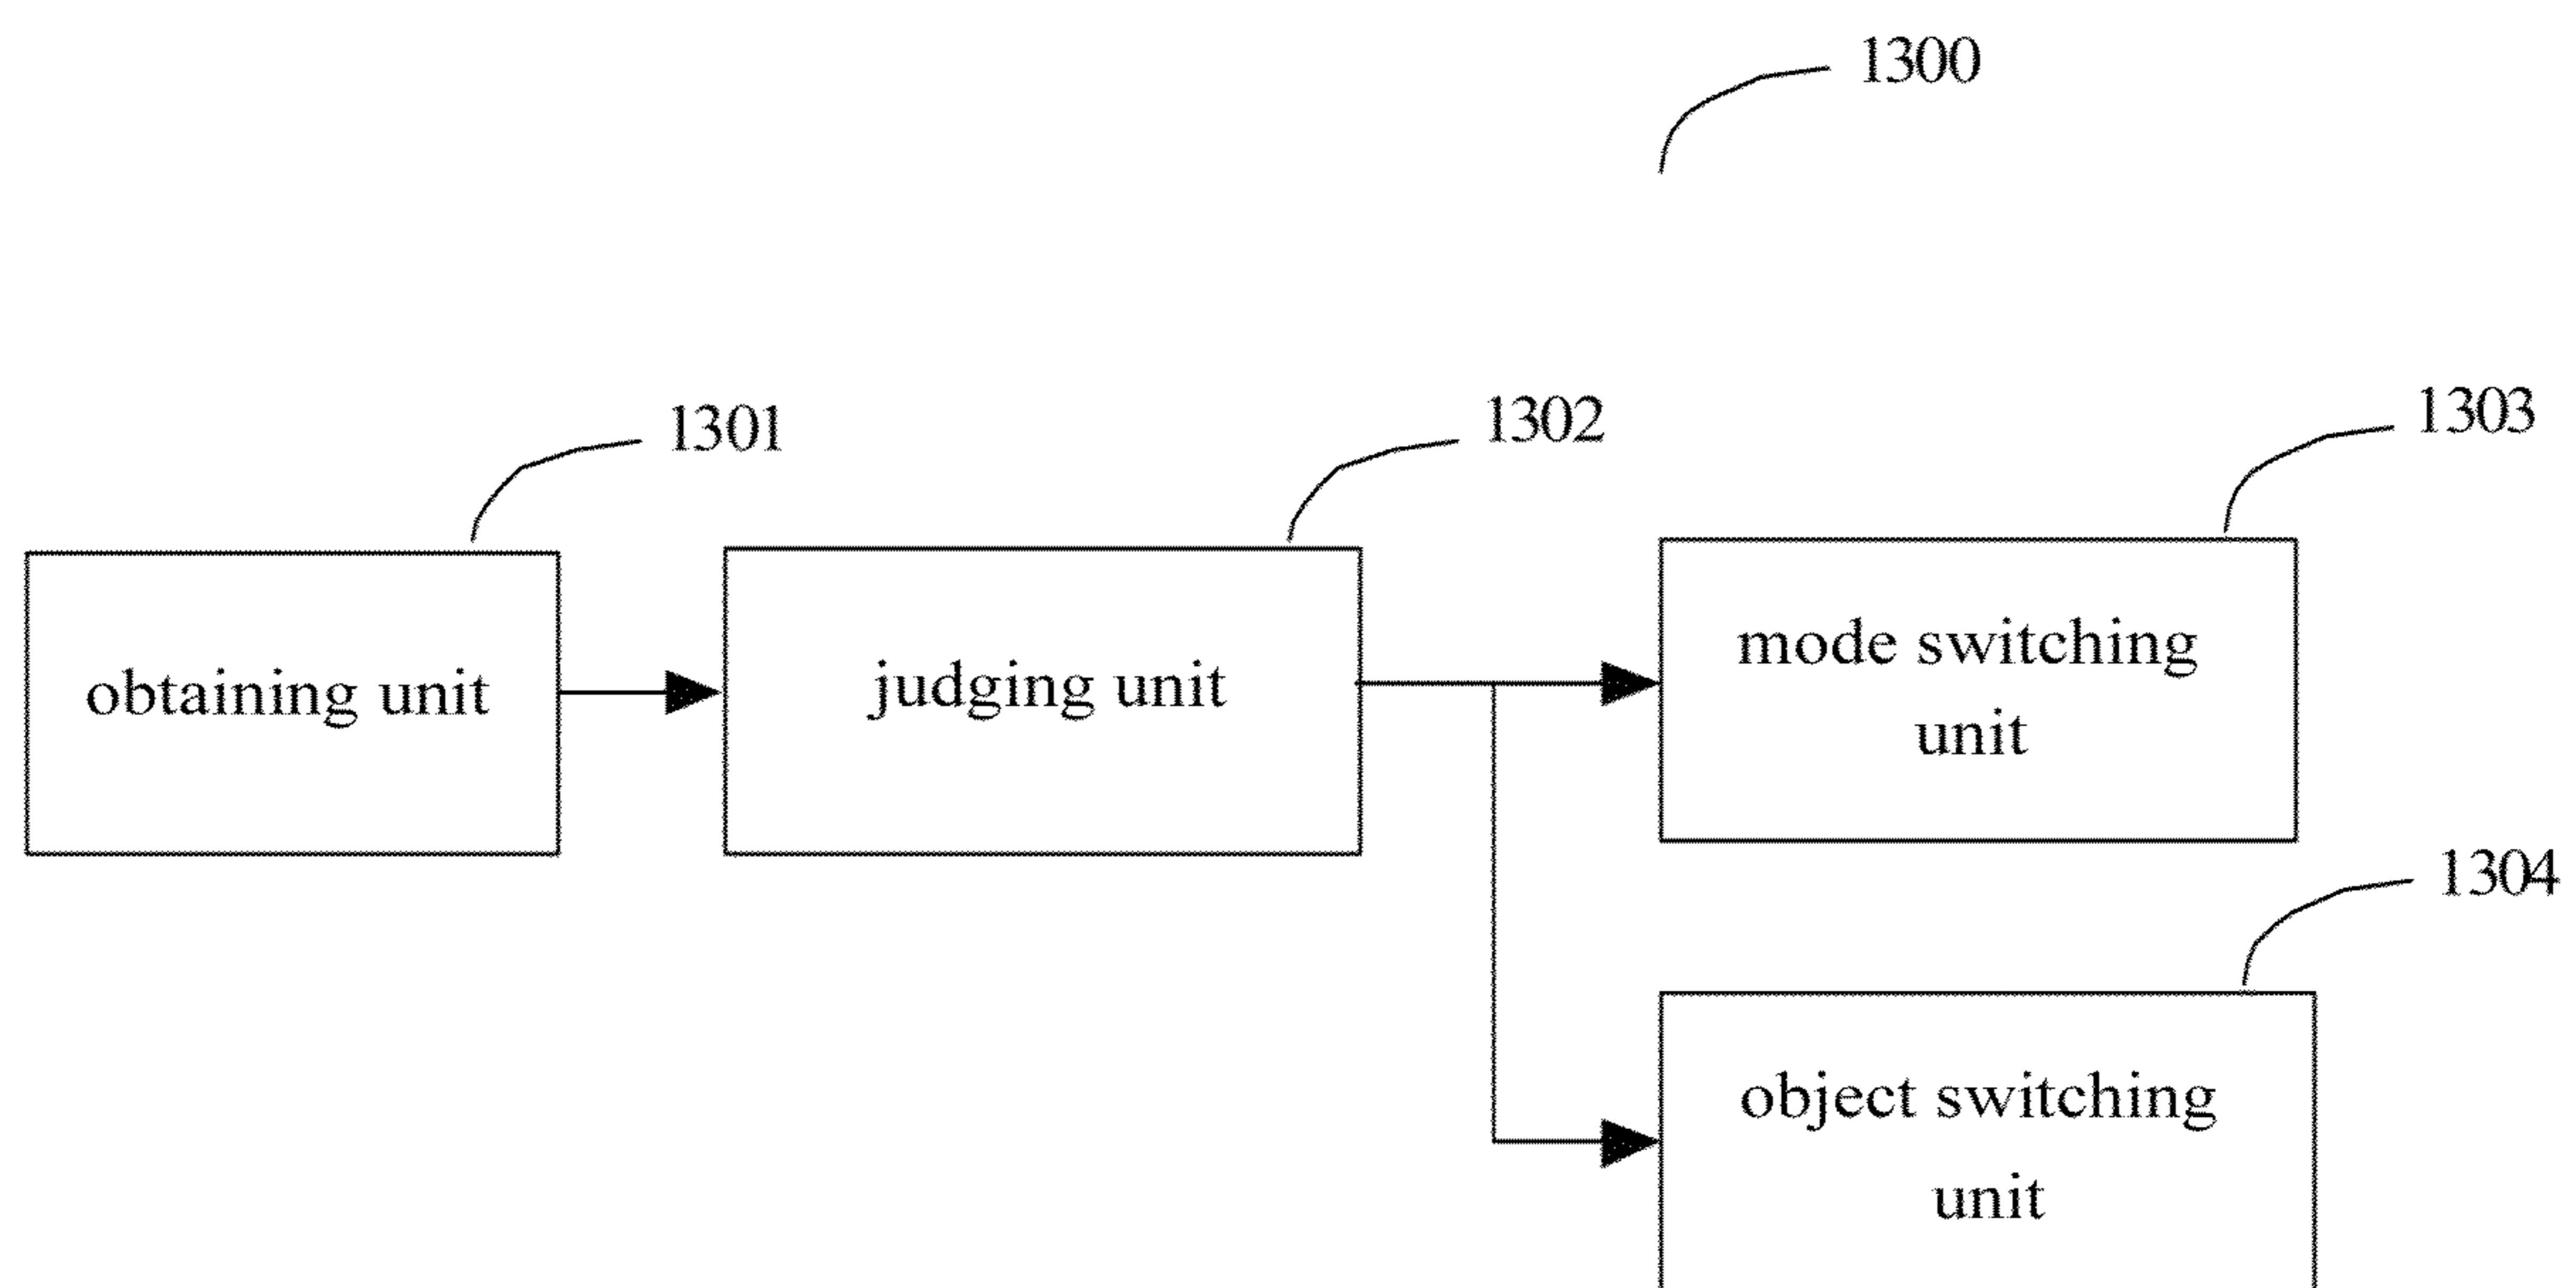 1300
1301
1302
1303
obtaining unit
judging unit
mode switching
unit
1304
object switching
unit